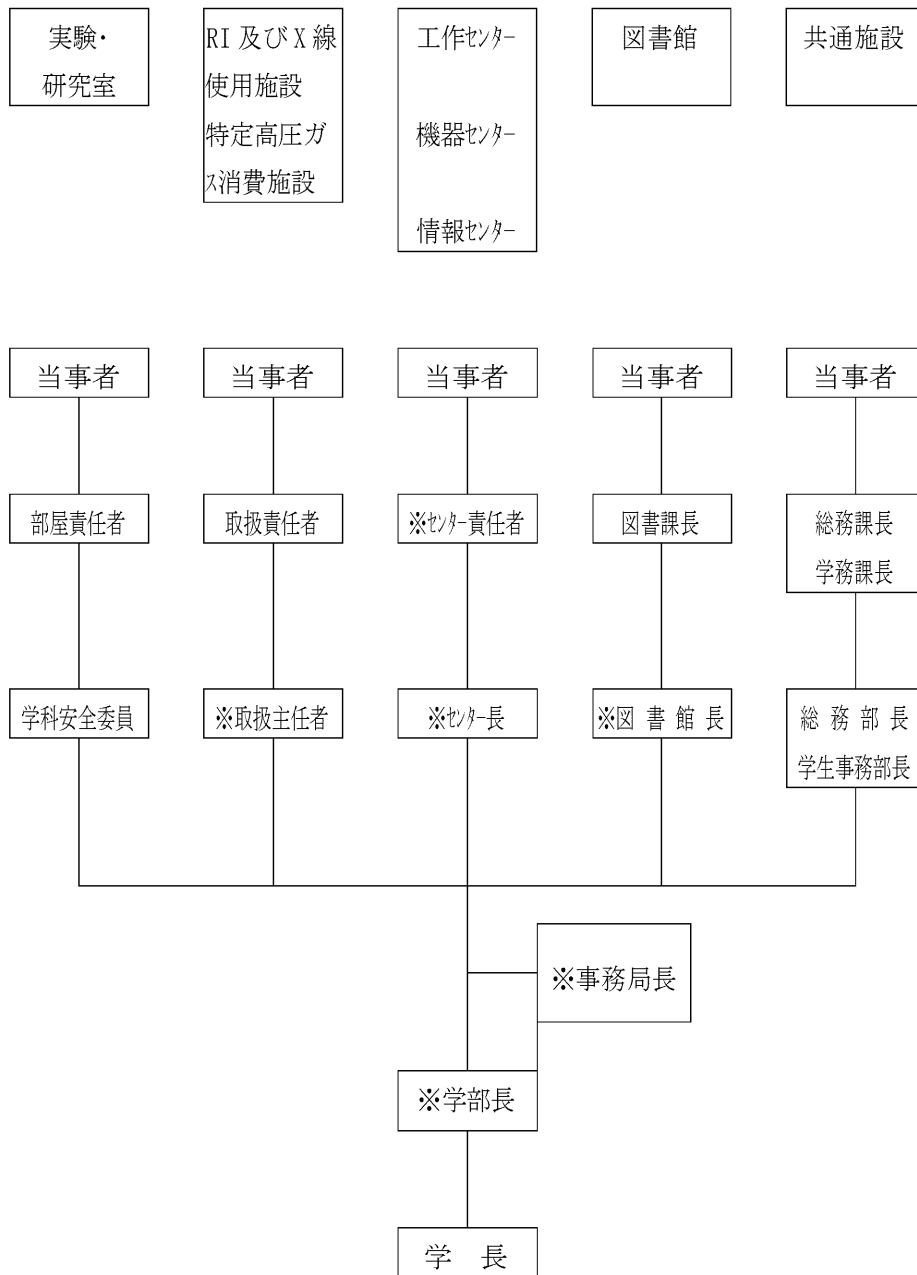 実験・
研究室
RI 及び X 線
使用施設
特定高圧ガ
ス消費施設
工作センター
機器センター
情報センター
図書館
共通施設
当事者
当事者
当事者
当事者
当事者
部屋責任者
取扱責任者
※センター責任者
図書課長
総務課長
学務課長
学科安全委員
※取扱主任者
※センター長
※図 書 館 長
総 務 部 長
学生事務部長
※事務局長
※学部長
学 長